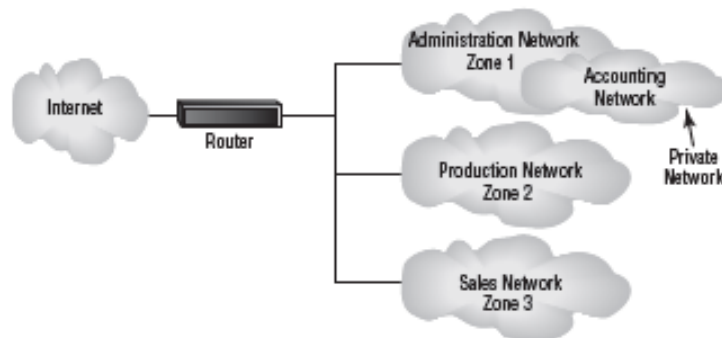 Internet
Router
Administration Network
Zone 1
Accounting
Network
Private
Network
Production Network
Zone 2
Sales Network
Zone 3